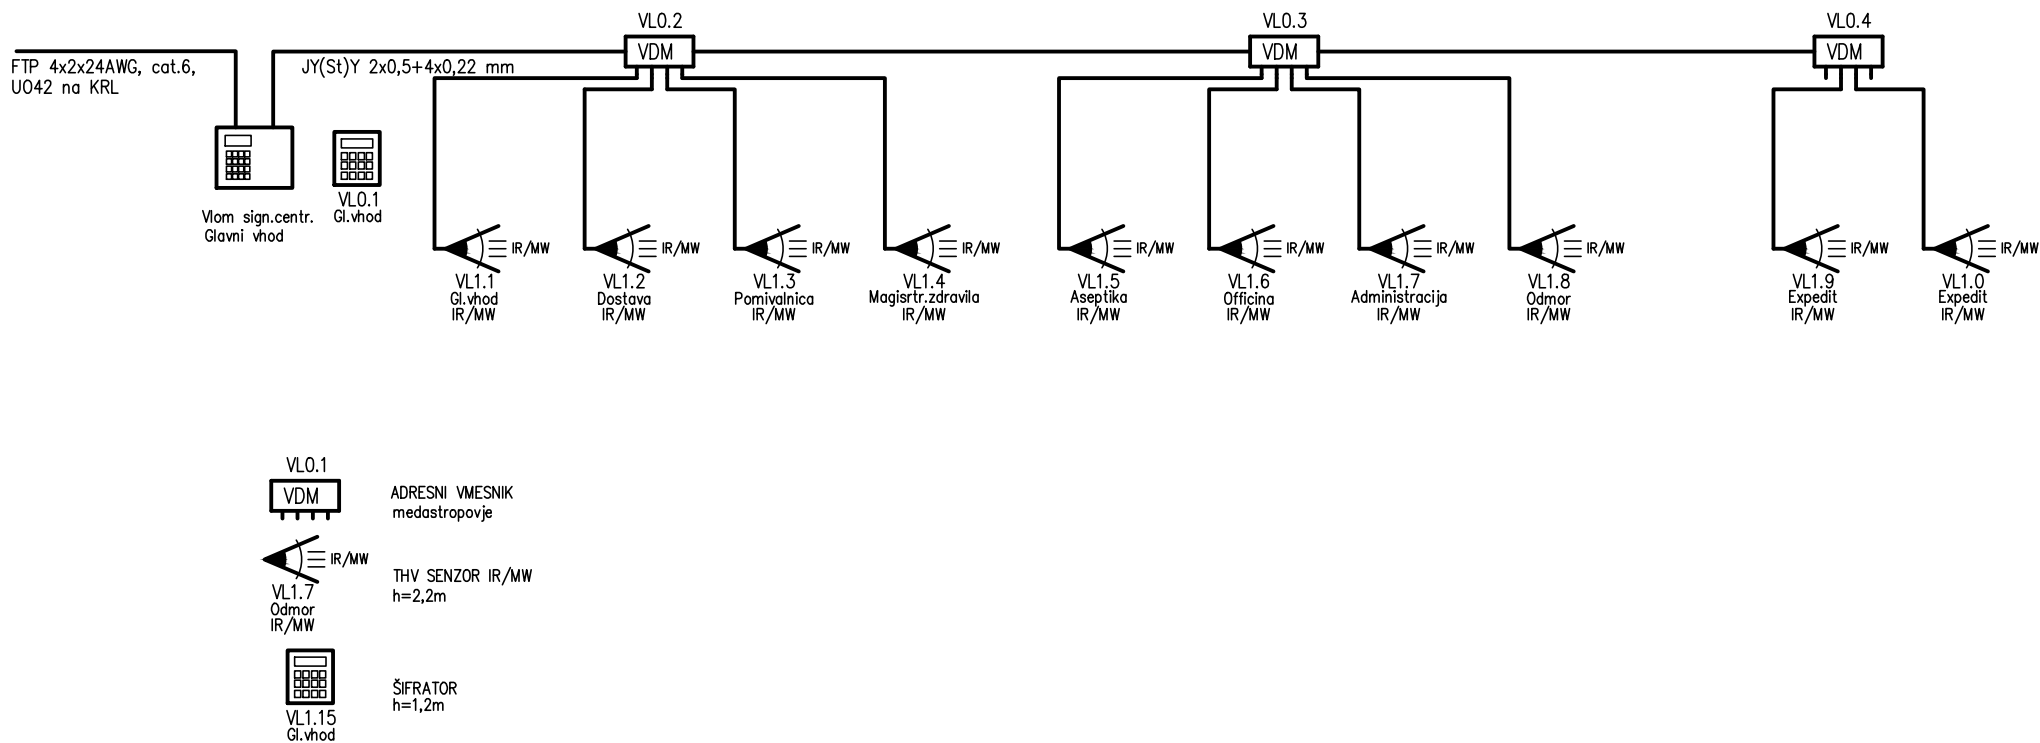 VL0.2
VL0.3
VL0.4
VDM
VDM
VDM
FTP 4x2x24AWG, cat.6,
UO42 na KRL
JY(St)Y 2x0,5+4x0,22 mm
Vlom sign.centr.
Glavni vhod
VL0.1
Gl.vhod
IR/MW
IR/MW
IR/MW
IR/MW
IR/MW
IR/MW
IR/MW
IR/MW
IR/MW
IR/MW
VL1.1
Gl.vhod
IR/MW
VL1.2
Dostava
IR/MW
VL1.3
Pomivalnica
IR/MW
VL1.4
Magisrtr.zdravila
IR/MW
VL1.5
Aseptika
IR/MW
VL1.6
Officina
IR/MW
VL1.7
Administracija
IR/MW
VL1.8
Odmor
IR/MW
VL1.9
Expedit
IR/MW
VL1.0
Expedit
IR/MW
VL0.1
VDM
ADRESNI VMESNIK
medastropovje
IR/MW
VL1.7
Odmor
IR/MW
THV SENZOR IR/MW
h=2,2m
ŠIFRATOR
h=1,2m
VL1.15
Gl.vhod